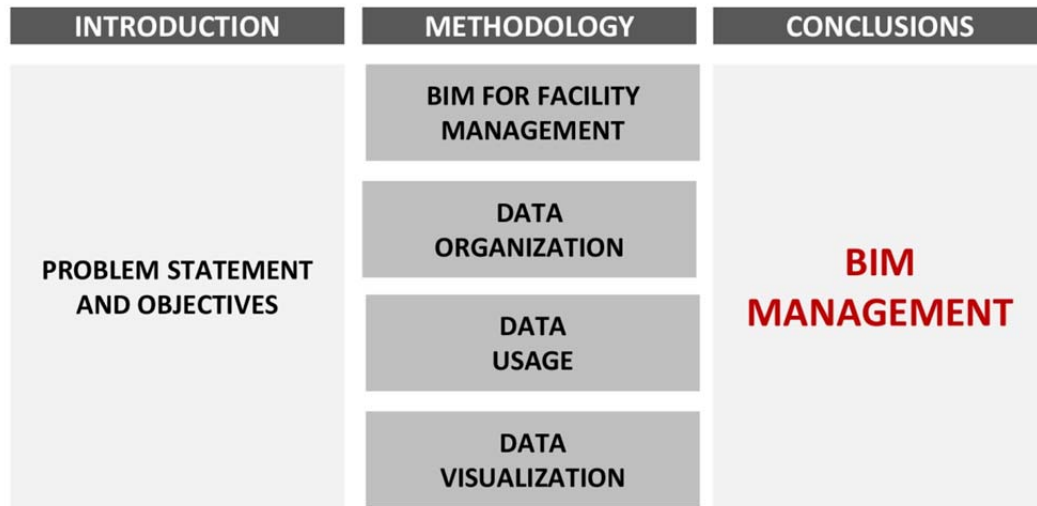 INTRODUCTION
PROBLEM STATEMENT
AND OBJECTIVES
METHODOLOGY
BIM FOR FACILITY
MANAGEMENT
DATA
ORGANIZATION
DATA
USAGE
DATA
VISUALIZATION
CONCLUSIONS
BIM
MANAGEMENT